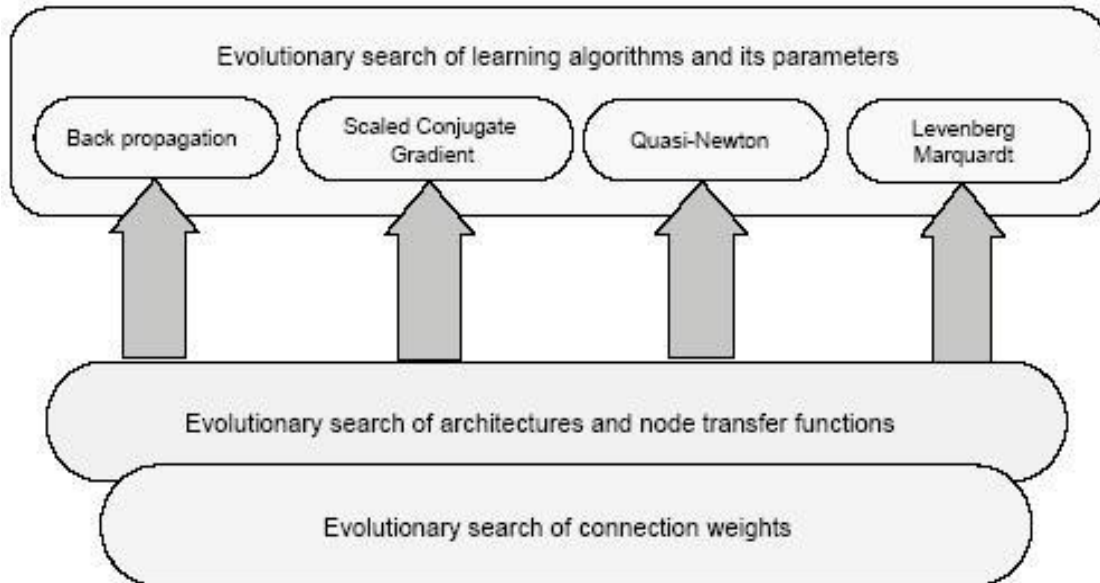 Evolutionary search of learning algorithms and its parameters
Back propagation
Scaled Conjugate
Gradient
Quasi-Newton
Levenberg
Marquardt
Evolutionary search of architectures and node transfer functions
Evolutionary search of connection weights